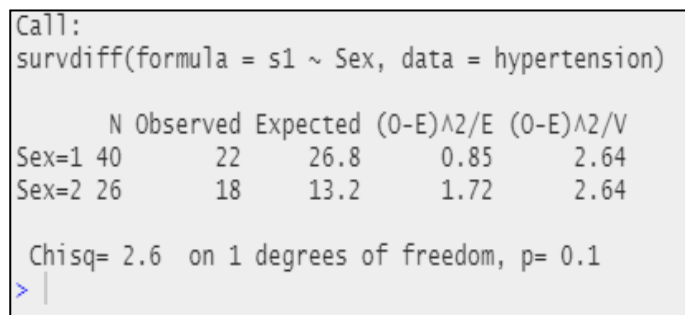 Call:
survdiff(formula = s1 ~ Sex, data = hypertension)
N Observed Expected (O-E)^2/E (O-E)^2/V
Sex=1 40 22 26.8 0.85 2.64
Sex=2 26 18 13.2 1.72 2.64
Chisq= 2.6 on 1 degrees of freedom, p= 0.1
>